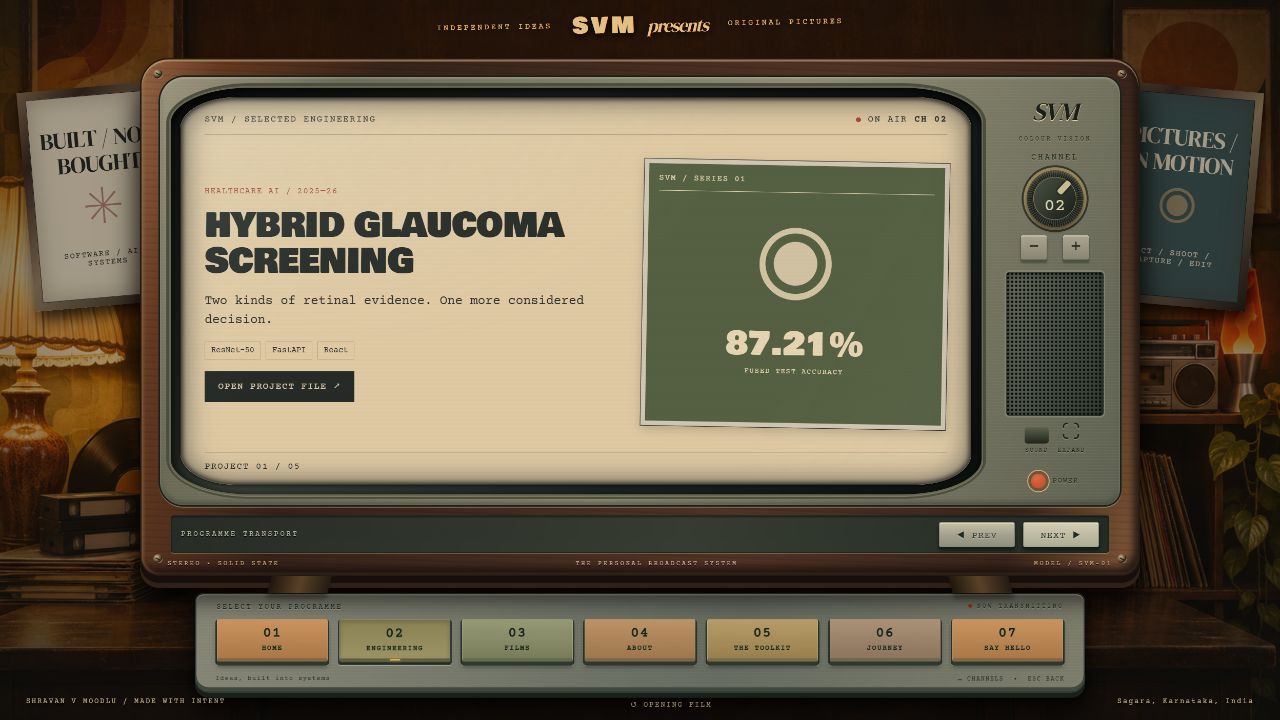 INDEPENDENT IDEAS
SVM presents
ORIGINAL PICTURES
BUILT / NO
BOUGHT
SOFTWARE / AI
SYSTEMS
SVM / SELECTED ENGINEERING
ON AIR CH 02
HEALTHCARE AI / 2025—26
HYBRID GLAUCOMA
SCREENING
Two kinds of retinal evidence. One more considered
decision.
ResNet-50
FastAPI
React
OPEN PROJECT FILE ↗
PROJECT 01 / 05
SVM / SERIES 01
87.21%
FUSED TEST ACCURACY
SVM
COLOUR VISION
CHANNEL
02
− +
SOUND EXPAND
POWER
ICTURES /
N MOTION
CT / SHOOT /
APTURE / EDIT
PROGRAMME TRANSPORT
◀ PREV
NEXT ▶
STEREO • SOLID STATE
THE PERSONAL BROADCAST SYSTEM
MODEL / SVM-01
SELECT YOUR PROGRAMME
NOW TRANSMITTING
01
HOME
02
ENGINEERING
03
FILMS
04
ABOUT
05
THE TOOLKIT
06
JOURNEY
07
SAY HELLO
Ideas, built into systems
↔ CHANNELS • ESC BACK
SHRAVAN V MOODLU / MADE WITH INTENT
↺ OPENING FILM
Sagara, Karnataka, India